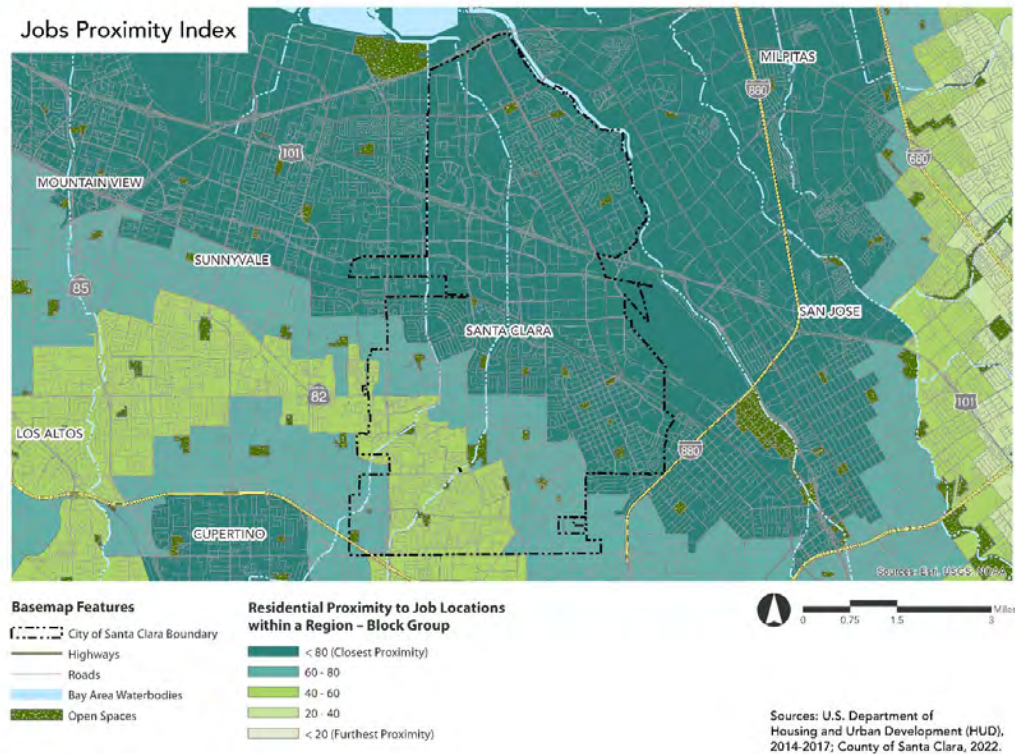 Jobs Proximity Index
MILPITAS
880
101
680
MOUNTAIN VIEW
SUNNYVALE
85
SANTA CLARA
SAN JOSE
82
101
LOS ALTOS
880
CUPERTINO
Sources: Esri, USGS, NOAA
Basemap Features
City of Santa Clara Boundary
Highways
Roads
Bay Area Waterbodies
Open Spaces
Residential Proximity to Job Locations
within a Region – Block Group
< 80 (Closest Proximity)
60 - 80
40 - 60
20 - 40
< 20 (Furthest Proximity)
0 0.75 1.5 3 Miles
Sources: U.S. Department of
Housing and Urban Development (HUD),
2014-2017; County of Santa Clara, 2022.